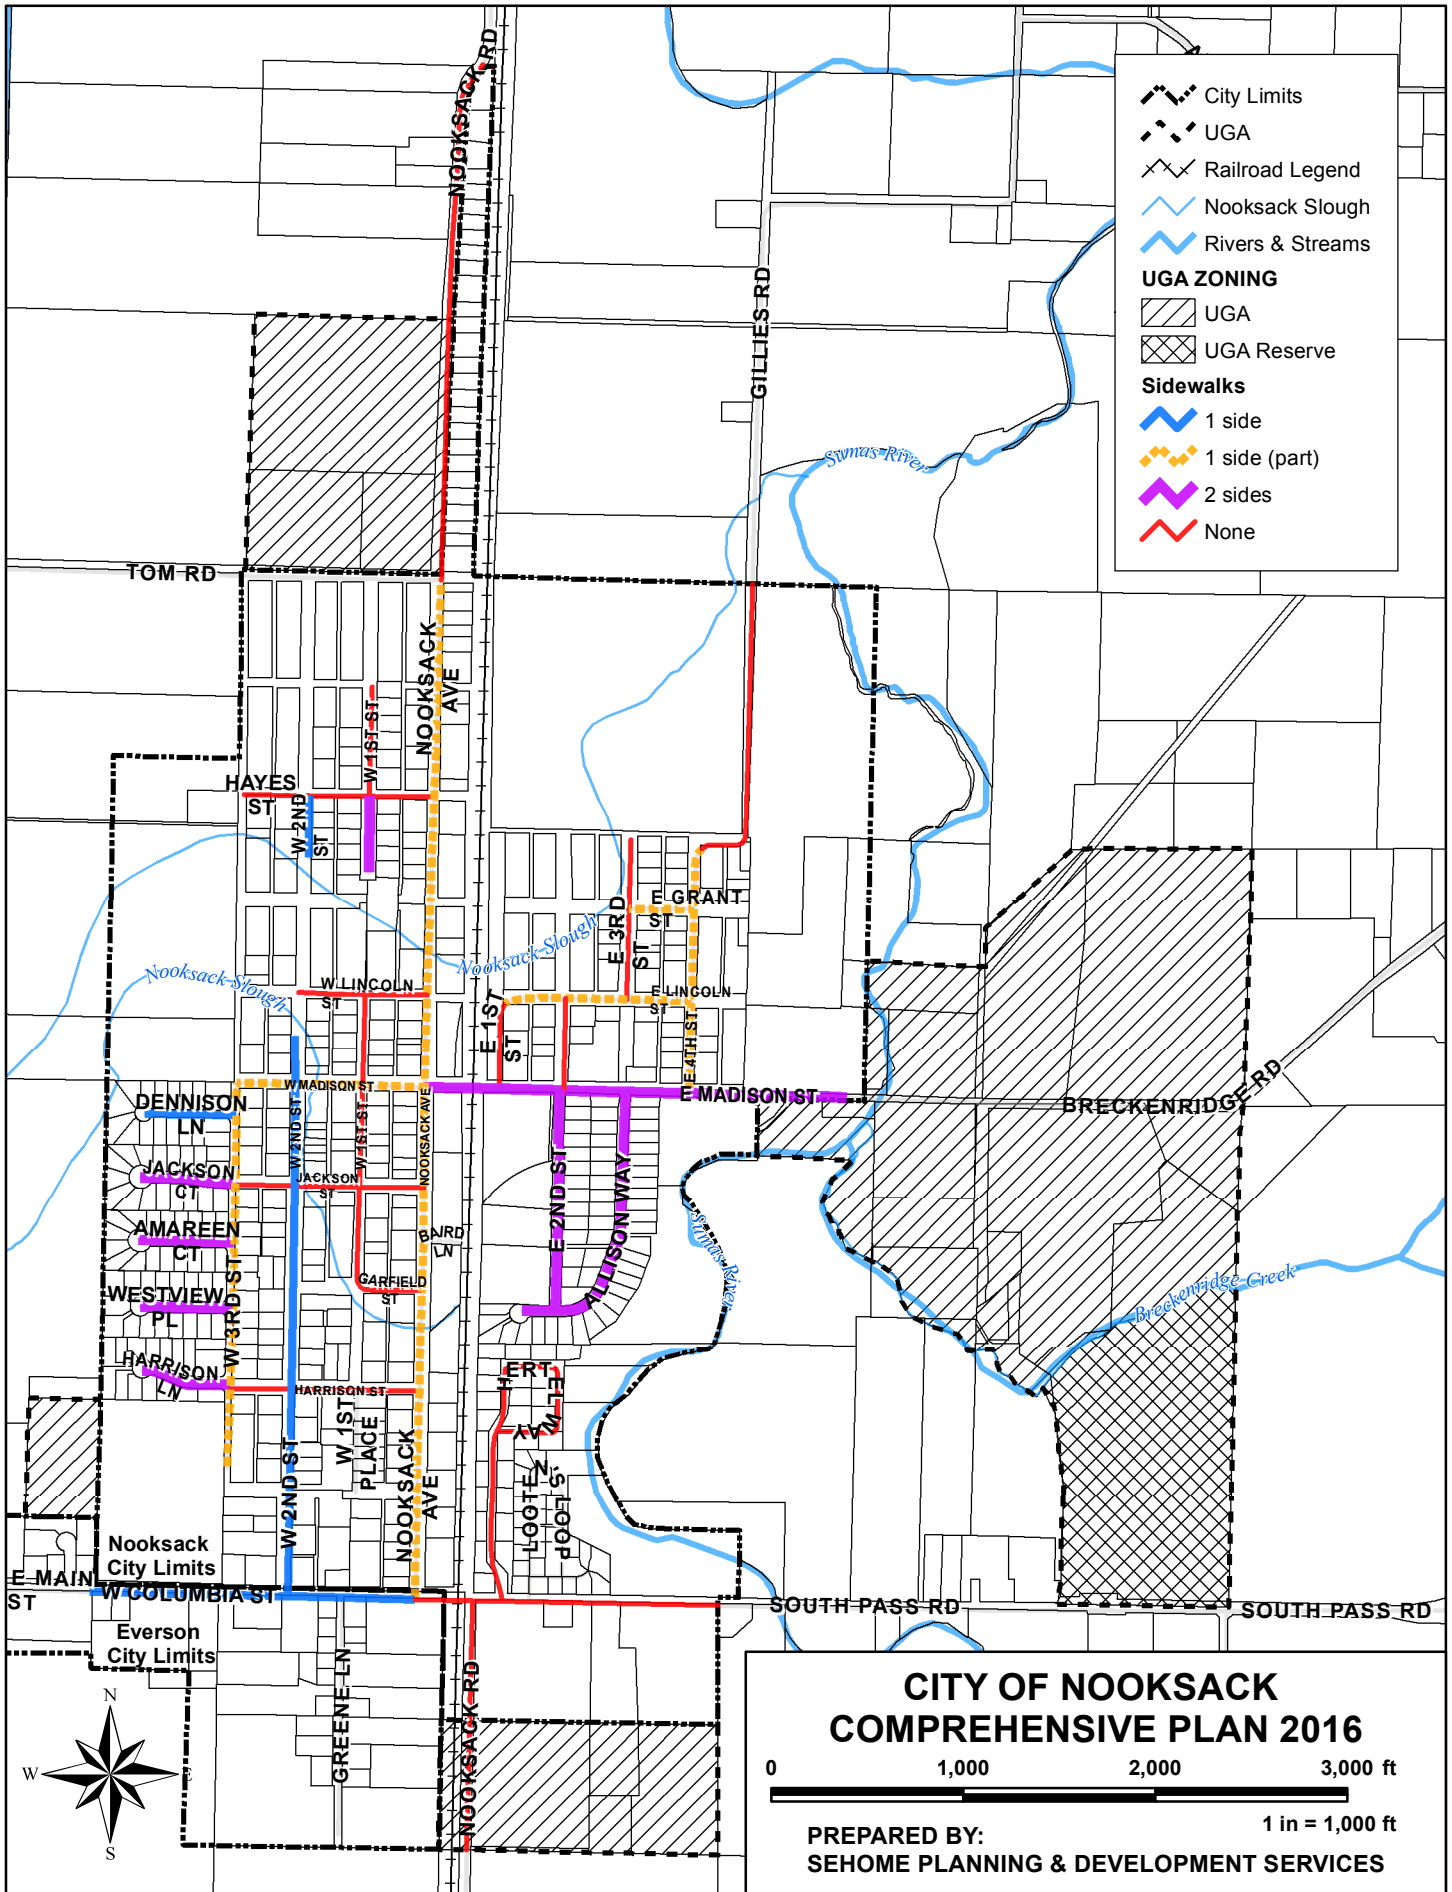 NOOKSACK RD
City Limits
UGA
Railroad Legend
Nooksack Slough
Rivers & Streams
UGA ZONING
UGA
UGA Reserve
Sidewalks
1 side
1 side (part)
2 sides
None
GILLIES RD
Sumas River
TOM RD
NOOKSACK
AVE
W 1ST ST
HAYES
ST
W 2ND
ST
E GRANT
ST
E 3RD
ST
Nooksack Slough
Nooksack Slough
W LINCOLN
ST
E LINCOLN
ST
E 1ST
ST
E 4TH ST
W MADISON ST
E MADISON ST
BRECKENRIDGE RD
DENNISON
LN
W 2ND ST
W 1ST ST
NOOKSACK AVE
JACKSON
CT
JACKSON
ST
E 2ND ST
ALLISON WAY
AMAREEN
CT
BAIRD
LN
Sumas River
W 3RD ST
GARFIELD
ST
WESTVIEW
PL
Breckenridge Creek
HARRISON
LN
HARRISON ST
HERTEL WAY
W 1ST
PLACE
NOOKSACK
AVE
W 2ND ST
LOOTEN'S LOOP
Nooksack
City Limits
E MAIN
ST
W COLUMBIA ST
SOUTH PASS RD
SOUTH PASS RD
Everson
City Limits
GREENE LN
NOOKSACK RD
N
W
E
S
CITY OF NOOKSACK
COMPREHENSIVE PLAN 2016
0 1,000 2,000 3,000 ft
1 in = 1,000 ft
PREPARED BY:
SEHOME PLANNING & DEVELOPMENT SERVICES